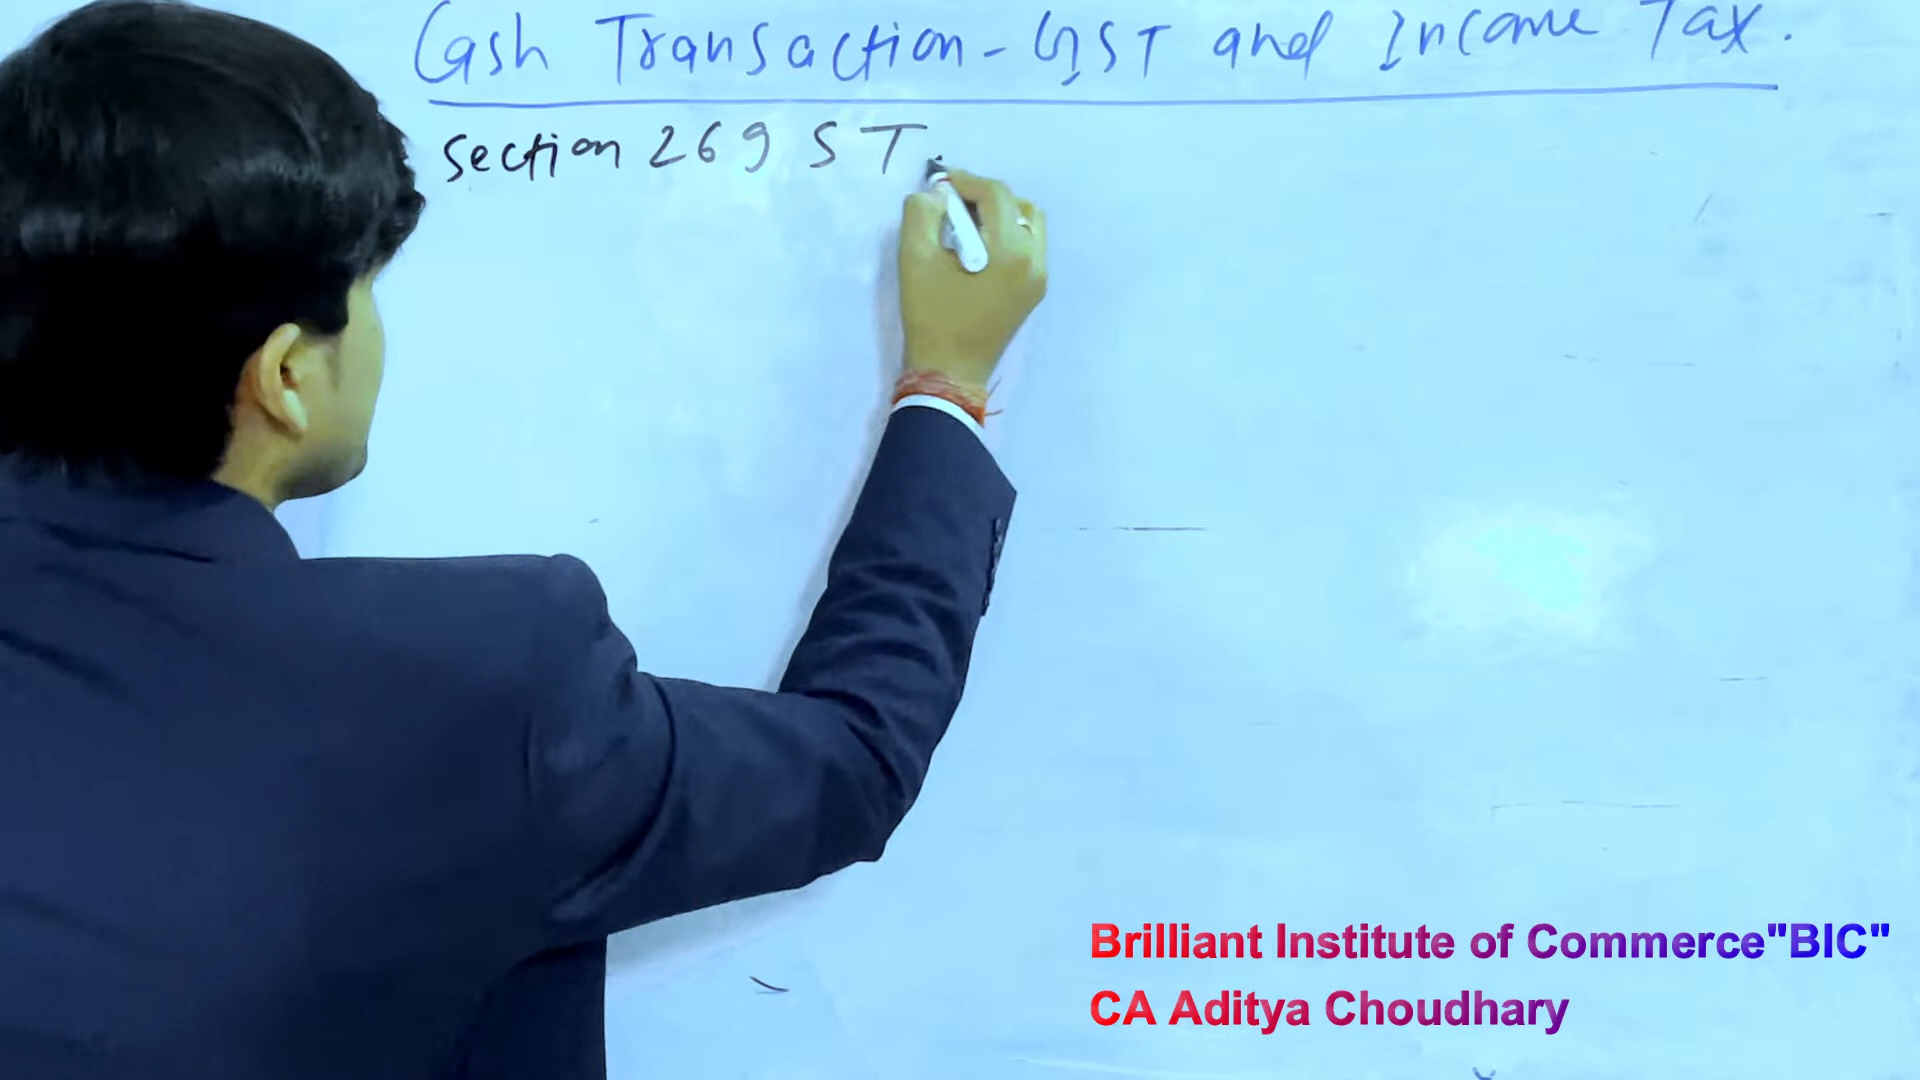 Cash Transaction - GST and Income Tax.
Section 269 ST
Brilliant Institute of Commerce"BIC"
CA Aditya Choudhary